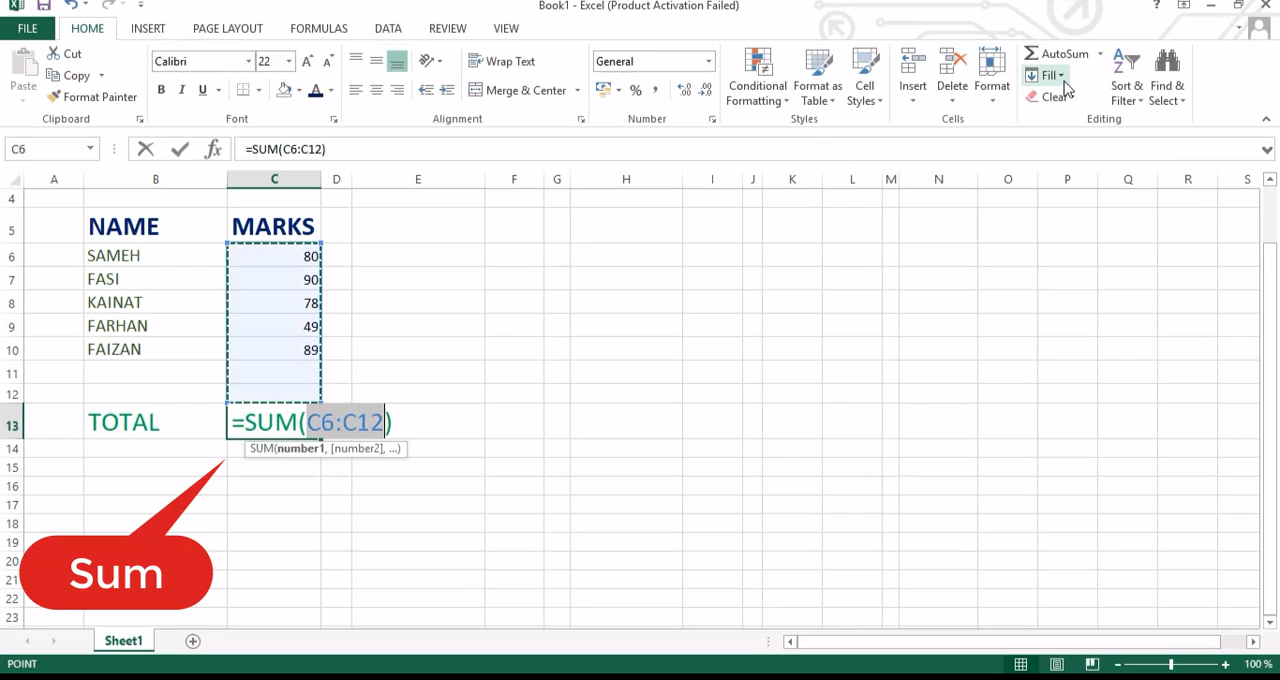 Book1 - Excel (Product Activation Failed)
FILE HOME INSERT PAGE LAYOUT FORMULAS DATA REVIEW VIEW
Cut
Copy
Format Painter
Paste
Clipboard
Calibri 22
B I U
Font
Wrap Text
Merge & Center
Alignment
General
Number
Conditional Formatting
Format as Table
Cell Styles
Styles
Insert Delete Format
Cells
AutoSum
Fill
Clear
Sort & Filter
Find & Select
Editing
C6 fx =SUM(C6:C12)
A B C D E F G H I J K L M N O P Q R S
4
5 NAME MARKS
6 SAMEH 80
7 FASI 90
8 KAINAT 78
9 FARHAN 49
10 FAIZAN 89
11
12
13 TOTAL =SUM(C6:C12)
14 SUM(number1, [number2], ...)
15
16
17
18
19
20
21
22
23
Sum
Sheet1
POINT 100 %